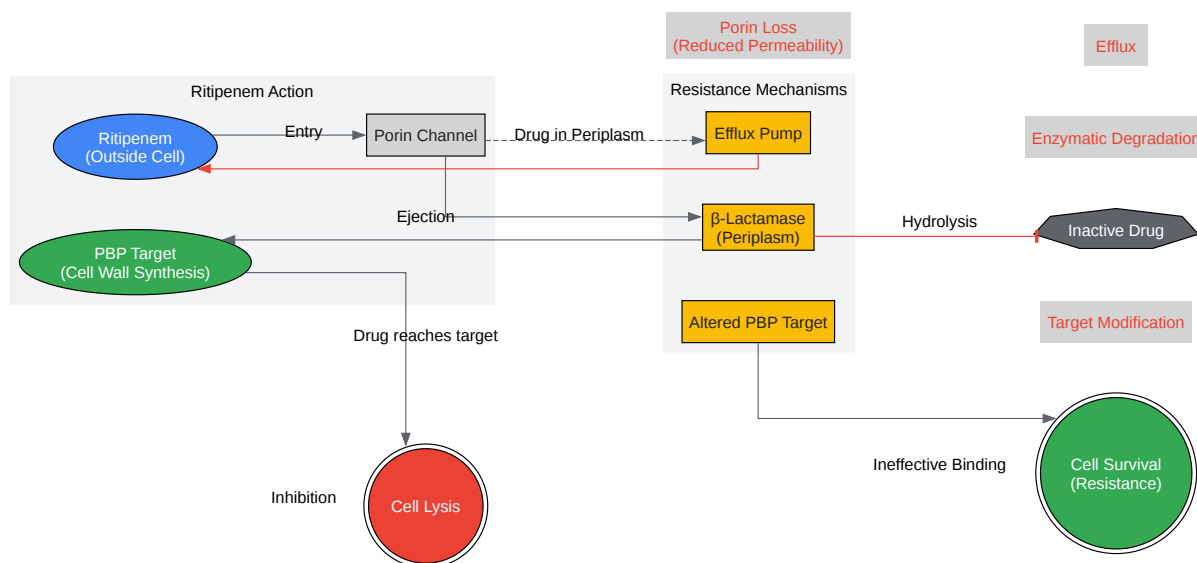 Porin Loss
(Reduced Permeability)
Efflux
Ritipenem Action
Resistance Mechanisms
Ritipenem
(Outside Cell)
Entry
Porin Channel
Drug in Periplasm
Efflux Pump
Enzymatic Degradation
Ejection
β-Lactamase
(Periplasm)
Hydrolysis
Inactive Drug
PBP Target
(Cell Wall Synthesis)
Altered PBP Target
Target Modification
Drug reaches target
Ineffective Binding
Cell Survival
(Resistance)
Inhibition
Cell Lysis